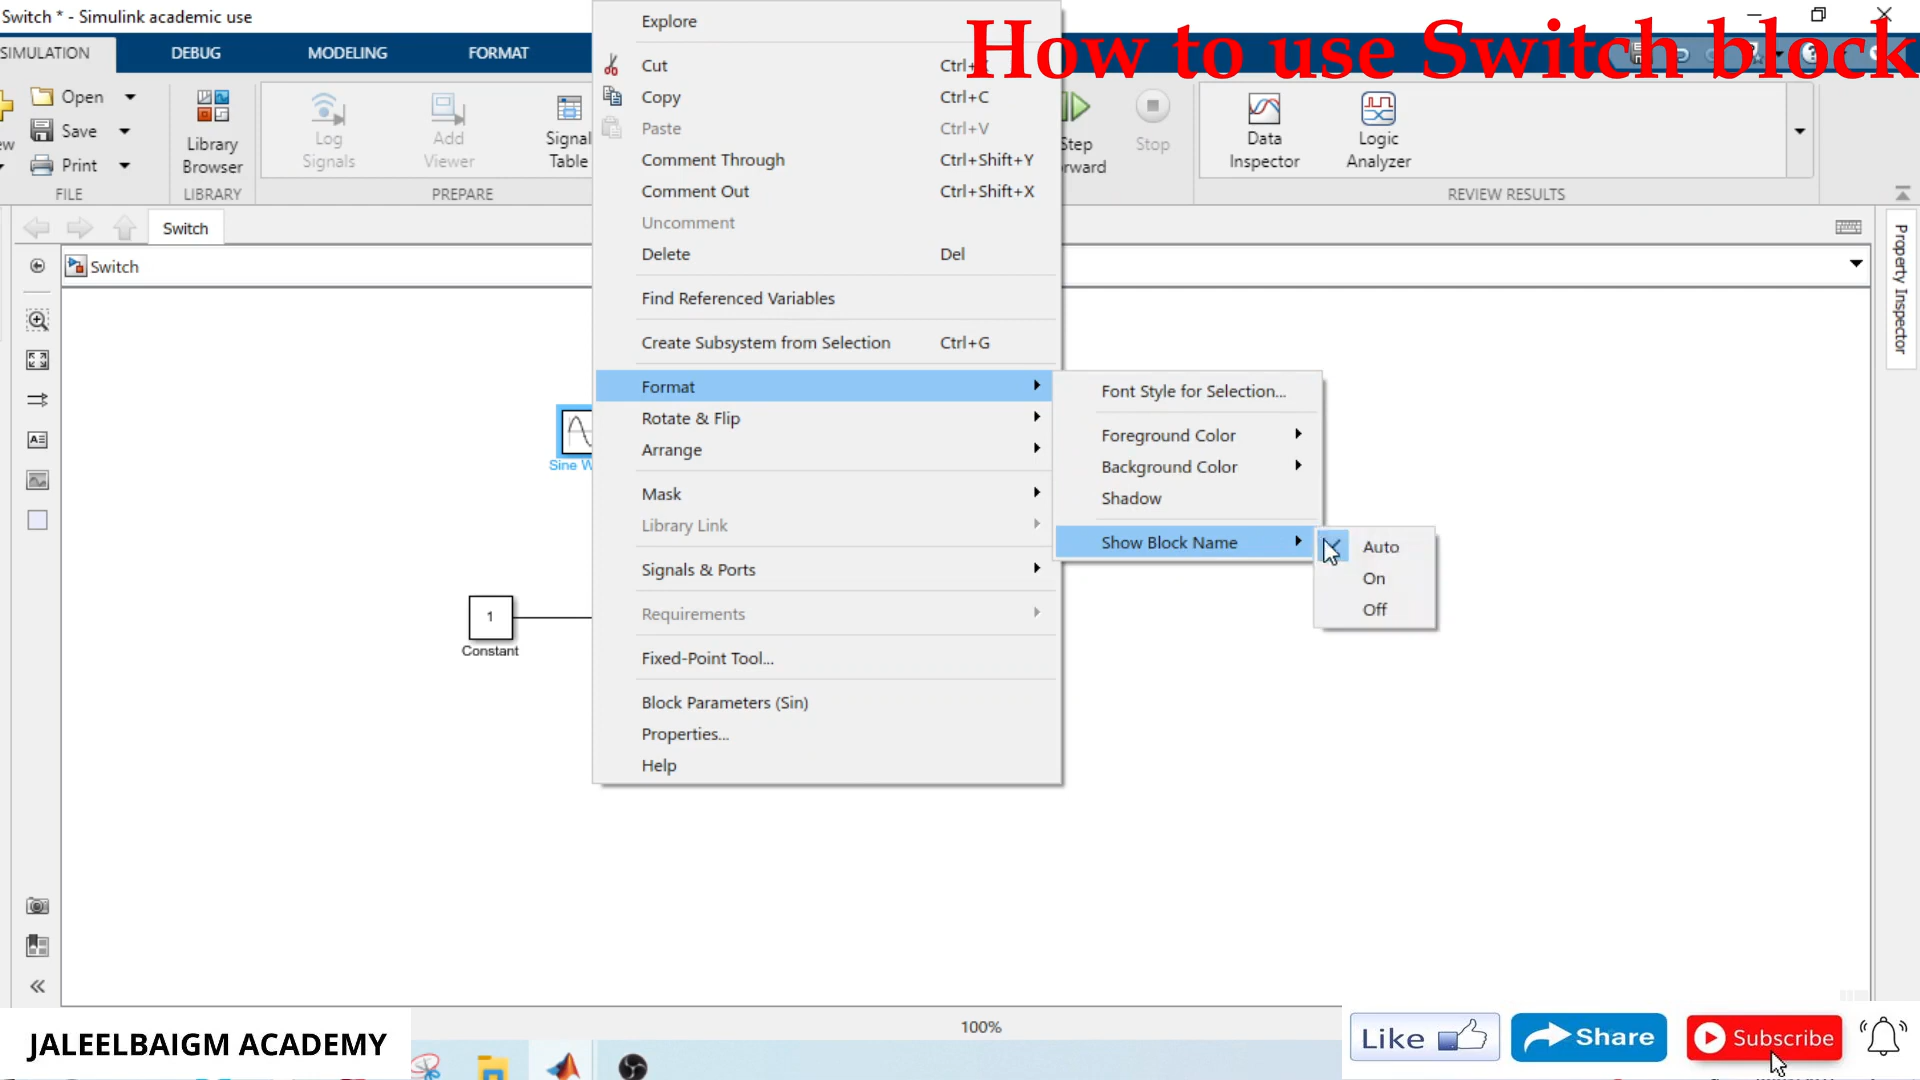 Switch * - Simulink academic use
How to use Switch block
SIMULATION
DEBUG
MODELING
FORMAT
Open
Save
Print
FILE
Library
Browser
LIBRARY
Log
Signals
Add
Viewer
Signal
Table
PREPARE
Step
Stop
Data
Inspector
Logic
Analyzer
REVIEW RESULTS
Switch
Switch
Property Inspector
Explore
Cut
Copy Ctrl+C
Paste Ctrl+V
Comment Through Ctrl+Shift+Y
Comment Out Ctrl+Shift+X
Uncomment
Delete Del
Find Referenced Variables
Create Subsystem from Selection Ctrl+G
Format
Rotate & Flip
Arrange
Mask
Library Link
Signals & Ports
Requirements
Fixed-Point Tool...
Block Parameters (Sin)
Properties...
Help
Font Style for Selection...
Foreground Color
Background Color
Shadow
Show Block Name
Auto
On
Off
Sine W
1
Constant
100%
JALEELBAIGM ACADEMY
Like
Share
Subscribe